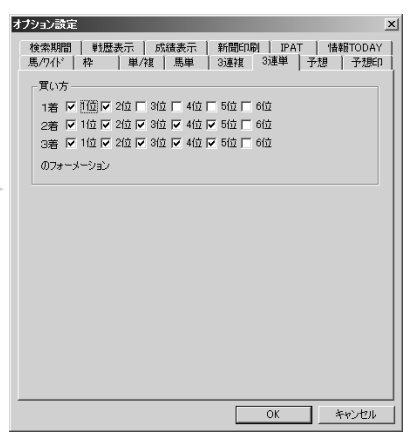 オプション設定
検索期間 戦歴表示 成績表示 新聞印刷 IPAT 情報TODAY
馬/ワイド 枠 単/複 馬単 3連複 3連単 予想 予想印
買い方
1着 1位 2位 3位 4位 5位 6位
2着 1位 2位 3位 4位 5位 6位
3着 1位 2位 3位 4位 5位 6位
のフォーメーション
OK キャンセル